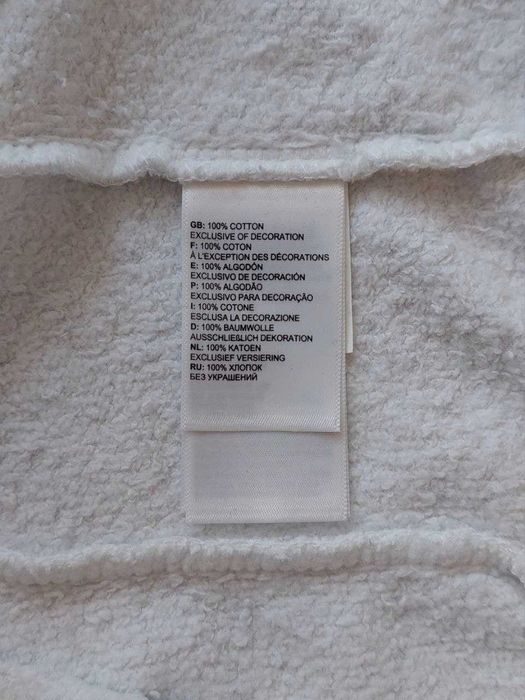 GB: 100% COTTON
EXCLUSIVE OF DECORATION
F: 100% COTON
À L'EXCEPTION DES DÉCORATIONS
E: 100% ALGODÓN
EXCLUSIVO DE DECORACIÓN
P: 100% ALGODÃO
EXCLUSIVO PARA DECORAÇÃO
I: 100% COTONE
ESCLUSA LA DECORAZIONE
D: 100% BAUMWOLLE
AUSSCHLIEßLICH DEKORATION
NL: 100% KATOEN
EXCLUSIEF VERSIERING
RU: 100% ХЛОПОК
БЕЗ УКРАШЕНИЙ